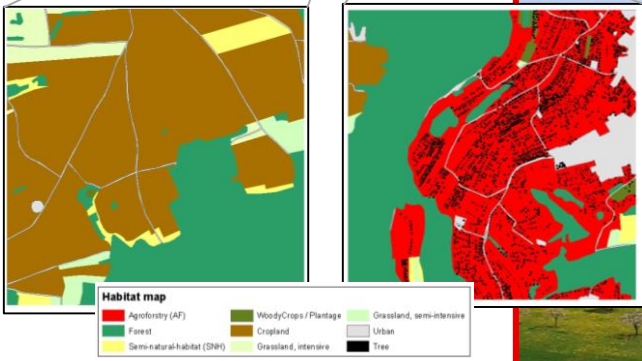 Habitat map
Agroforstry (AF) WoodyCrops / Plantage Grassland, semi-intensive
Forest Cropland Urban
Semi-natural-habitat (SNH) Grassland, intensive Tree